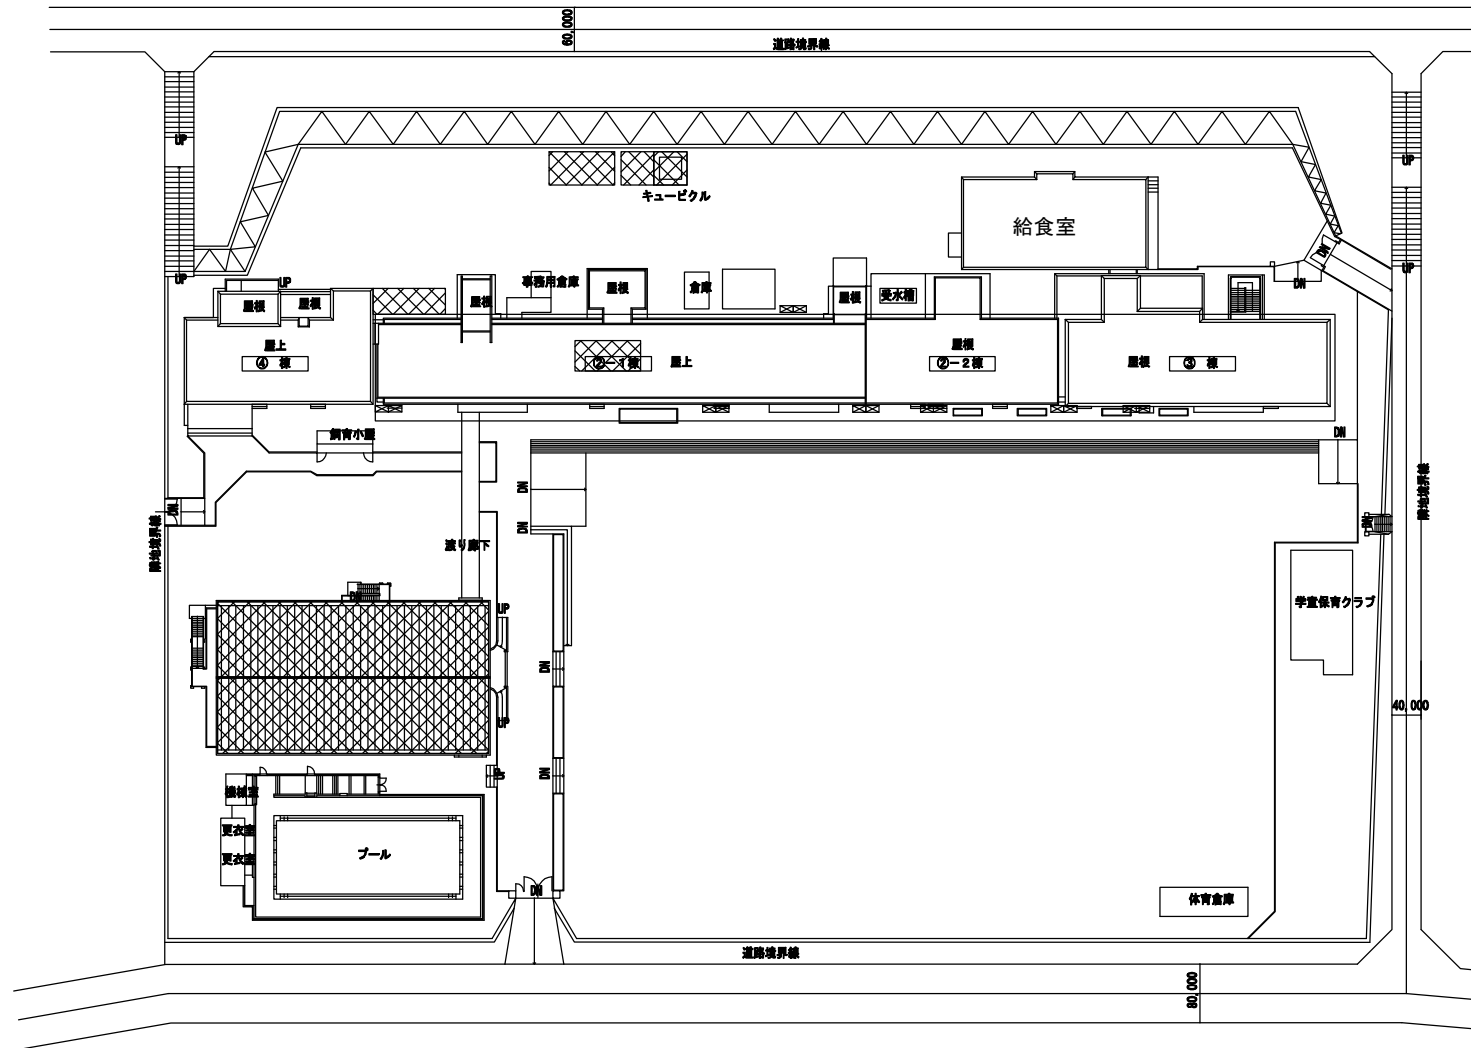 60,000
道路境界線
UP
UP
UP
UP
キュービクル
給食室
DN
DN
UP
屋根
屋根
屋根
事務用倉庫
屋根
倉庫
屋根
受水槽
屋上
④ 棟
②-1棟
屋上
屋根
②-2棟
屋根
③ 棟
飼育小屋
DN
DN
DN
DN
DN
隣地境界線
隣地境界線
渡り廊下
DN
UP
学童保育クラブ
DN
40,000
UP
UP
DN
機械室
更衣室
更衣室
プール
DN
体育倉庫
道路境界線
80,000